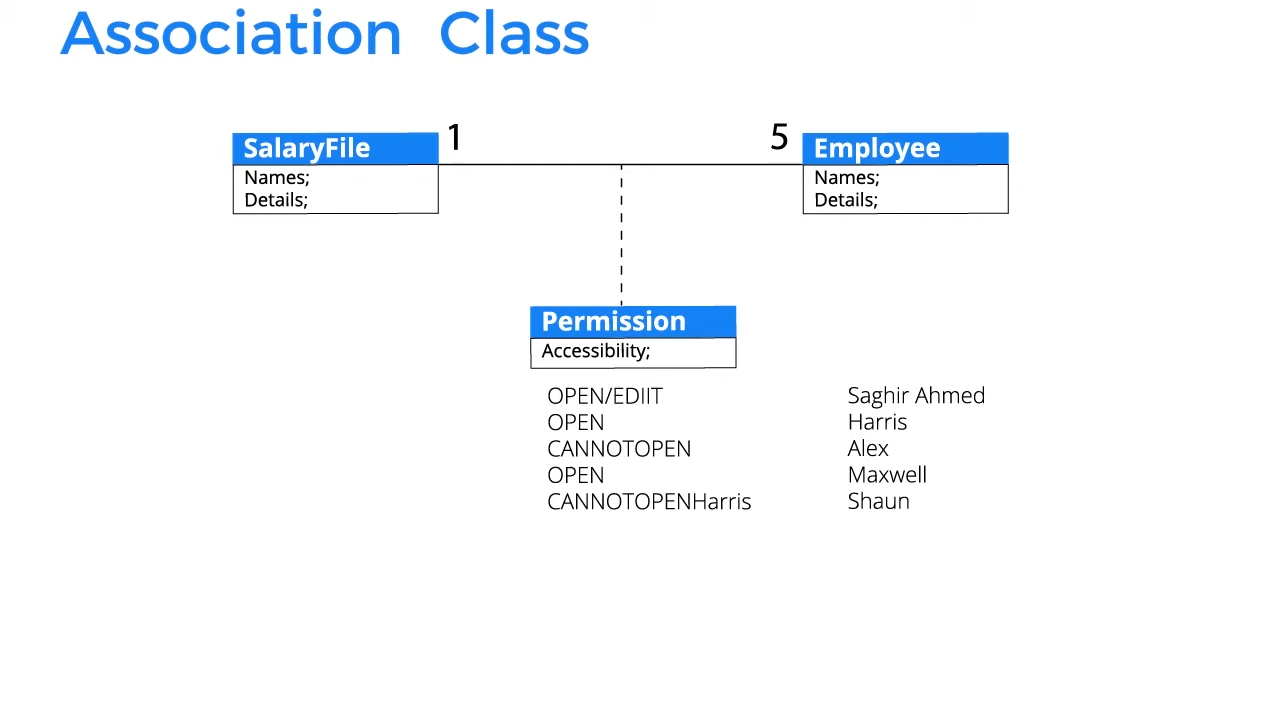 Association Class
1
5
SalaryFile
Employee
Names;
Details;
Names;
Details;
Permission
Accessibility;
OPEN/EDIIT
Saghir Ahmed
OPEN
Harris
CANNOTOPEN
Alex
OPEN
Maxwell
CANNOTOPENHarris
Shaun